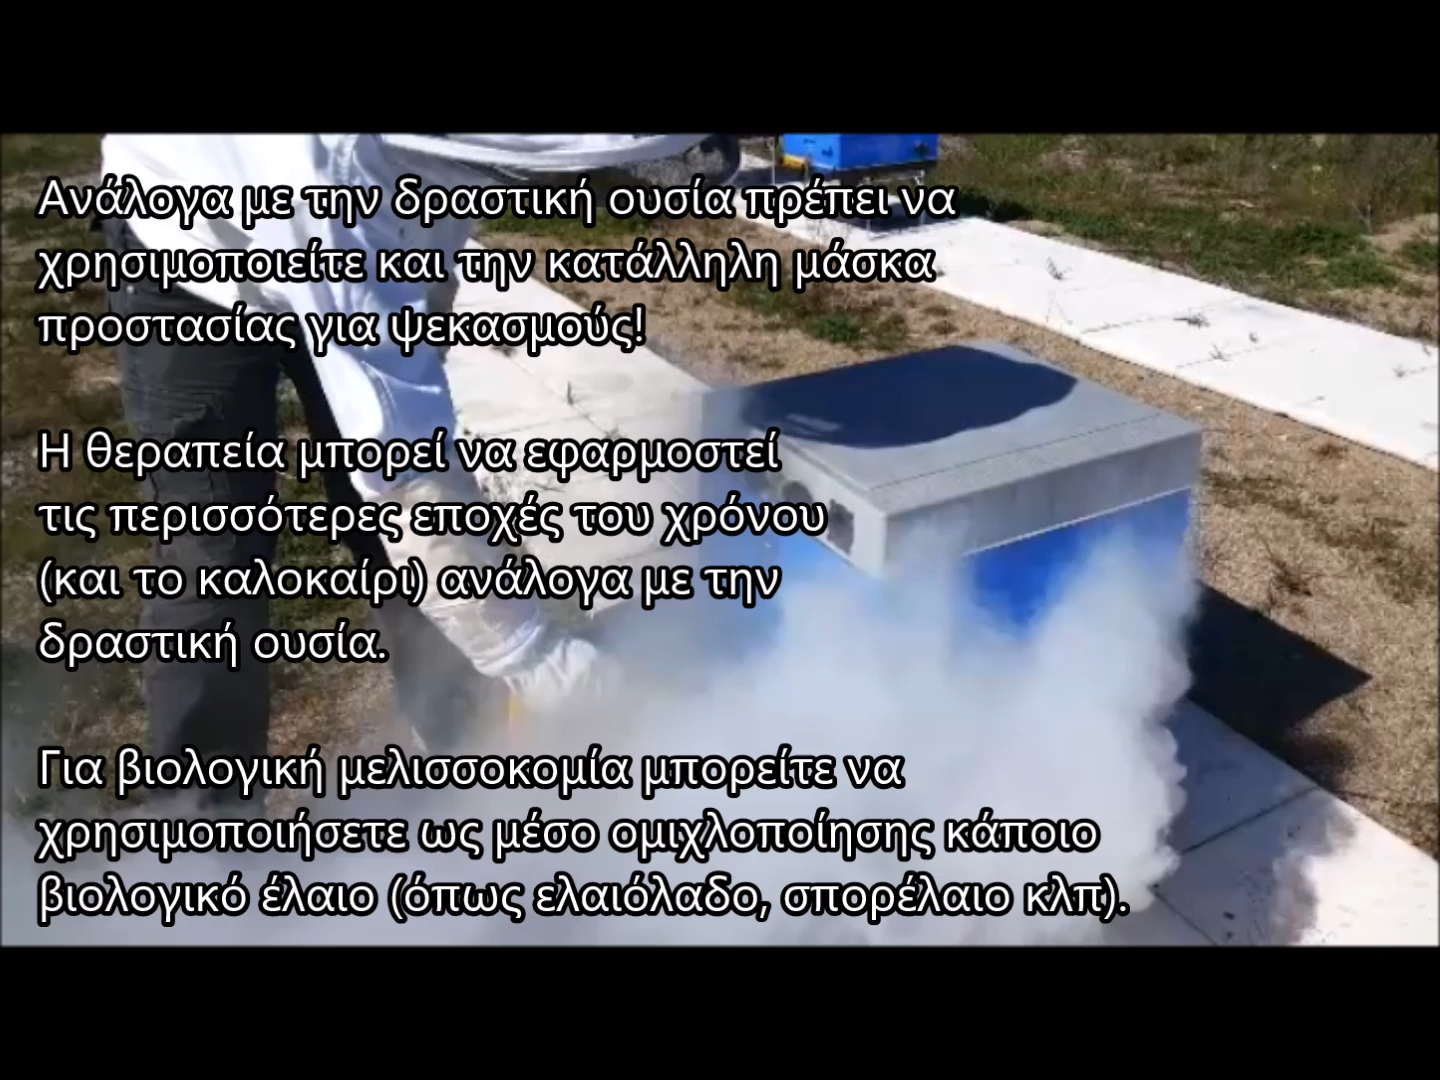 Ανάλογα με την δραστική ουσία πρέπει να
χρησιμοποιείτε και την κατάλληλη μάσκα
προστασίας για ψεκασμούς!
Η θεραπεία μπορεί να εφαρμοστεί
τις περισσότερες εποχές του χρόνου
(και το καλοκαίρι) ανάλογα με την
δραστική ουσία.
Για βιολογική μελισσοκομία μπορείτε να
χρησιμοποιήσετε ως μέσο ομιχλοποίησης κάποιο
βιολογικό έλαιο (όπως ελαιόλαδο, σπορέλαιο κλπ).